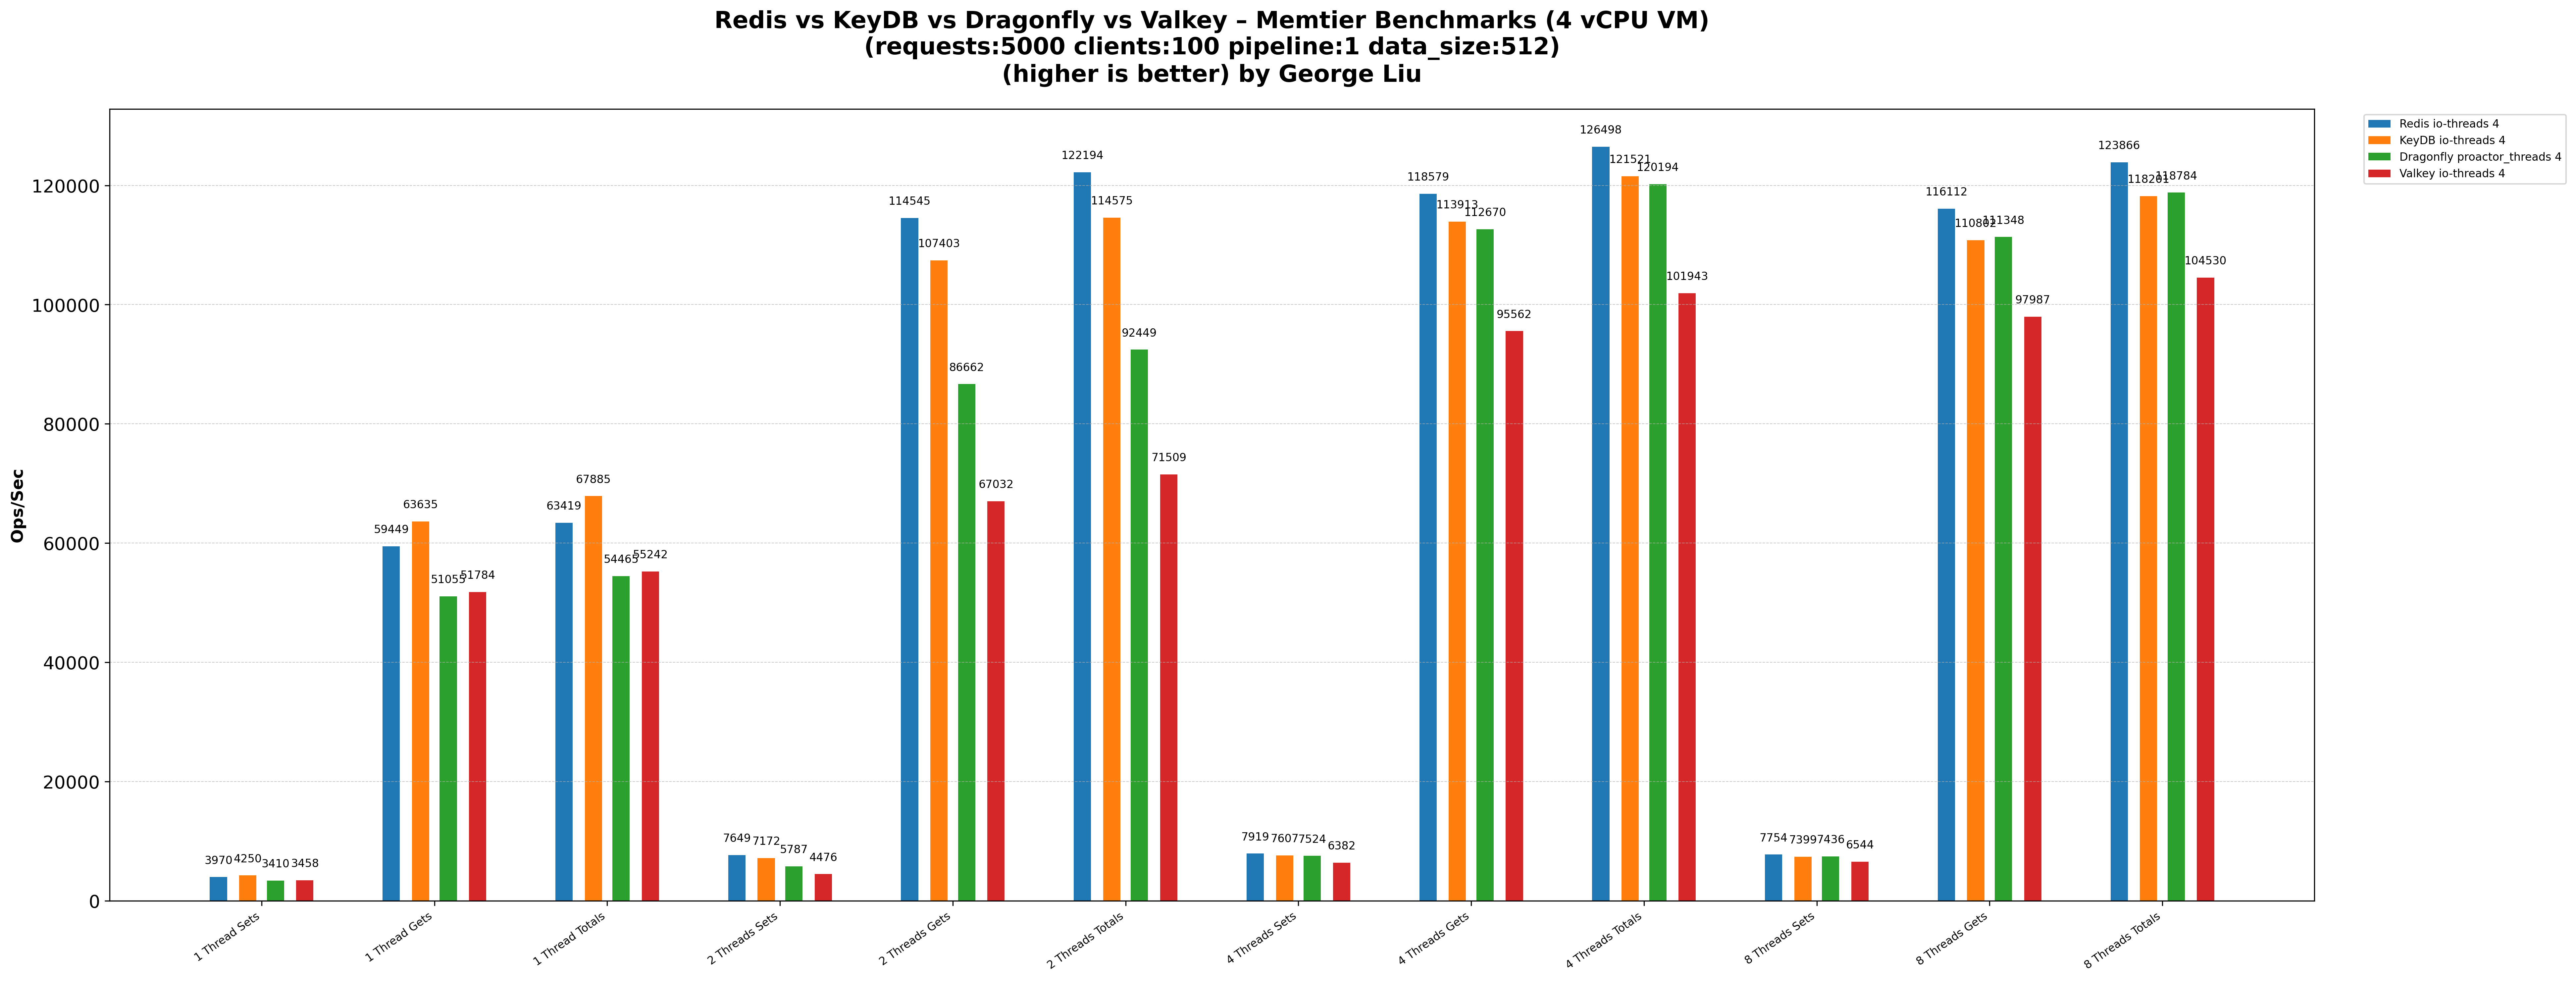 Redis vs KeyDB vs Dragonfly vs Valkey – Memtier Benchmarks (4 vCPU VM)
(requests:5000 clients:100 pipeline:1 data_size:512)
(higher is better) by George Liu
Redis io-threads 4
KeyDB io-threads 4
Dragonfly proactor_threads 4
Valkey io-threads 4
Ops/Sec
120000
100000
80000
60000
40000
20000
0
3970 4250 3410 3458
59449 63635 51055 51784
63419 67885 54465 55242
7649 7172 5787 4476
114545 107403 86662 67032
122194 114575 92449 71509
7919 7607 7524 6382
118579 113913 112670 95562
126498 121521 120194 101943
7754 7399 7436 6544
116112 110802 111348 97987
123866 118201 118784 104530
1 Thread Sets
1 Thread Gets
1 Thread Totals
2 Threads Sets
2 Threads Gets
2 Threads Totals
4 Threads Sets
4 Threads Gets
4 Threads Totals
8 Threads Sets
8 Threads Gets
8 Threads Totals